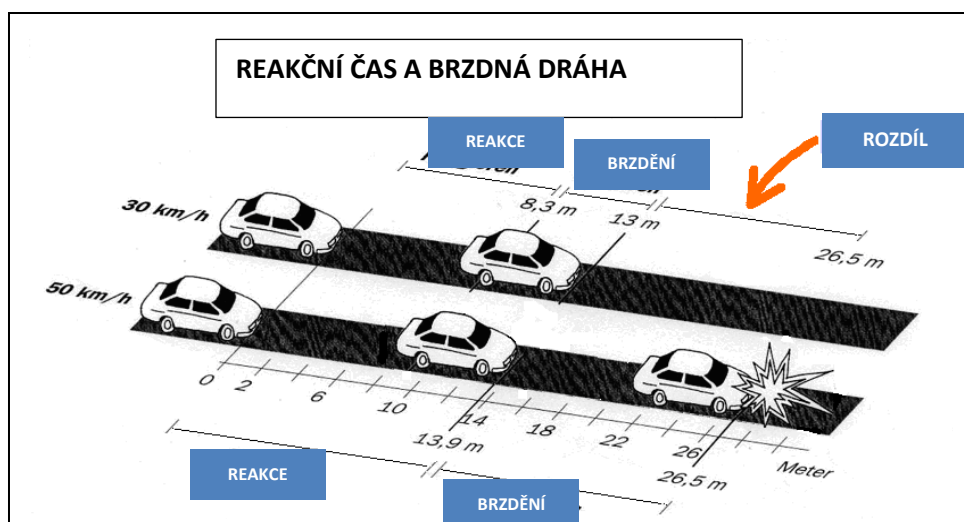 REAKČNÍ ČAS A BRZDNÁ DRÁHA
REAKCE
BRZDĚNÍ
ROZDÍL
30 km/h
8,3 m
13 m
26,5 m
50 km/h
0 2 6 10 14 18 22 26 Meter
13,9 m
26,5 m
REAKCE
BRZDĚNÍ